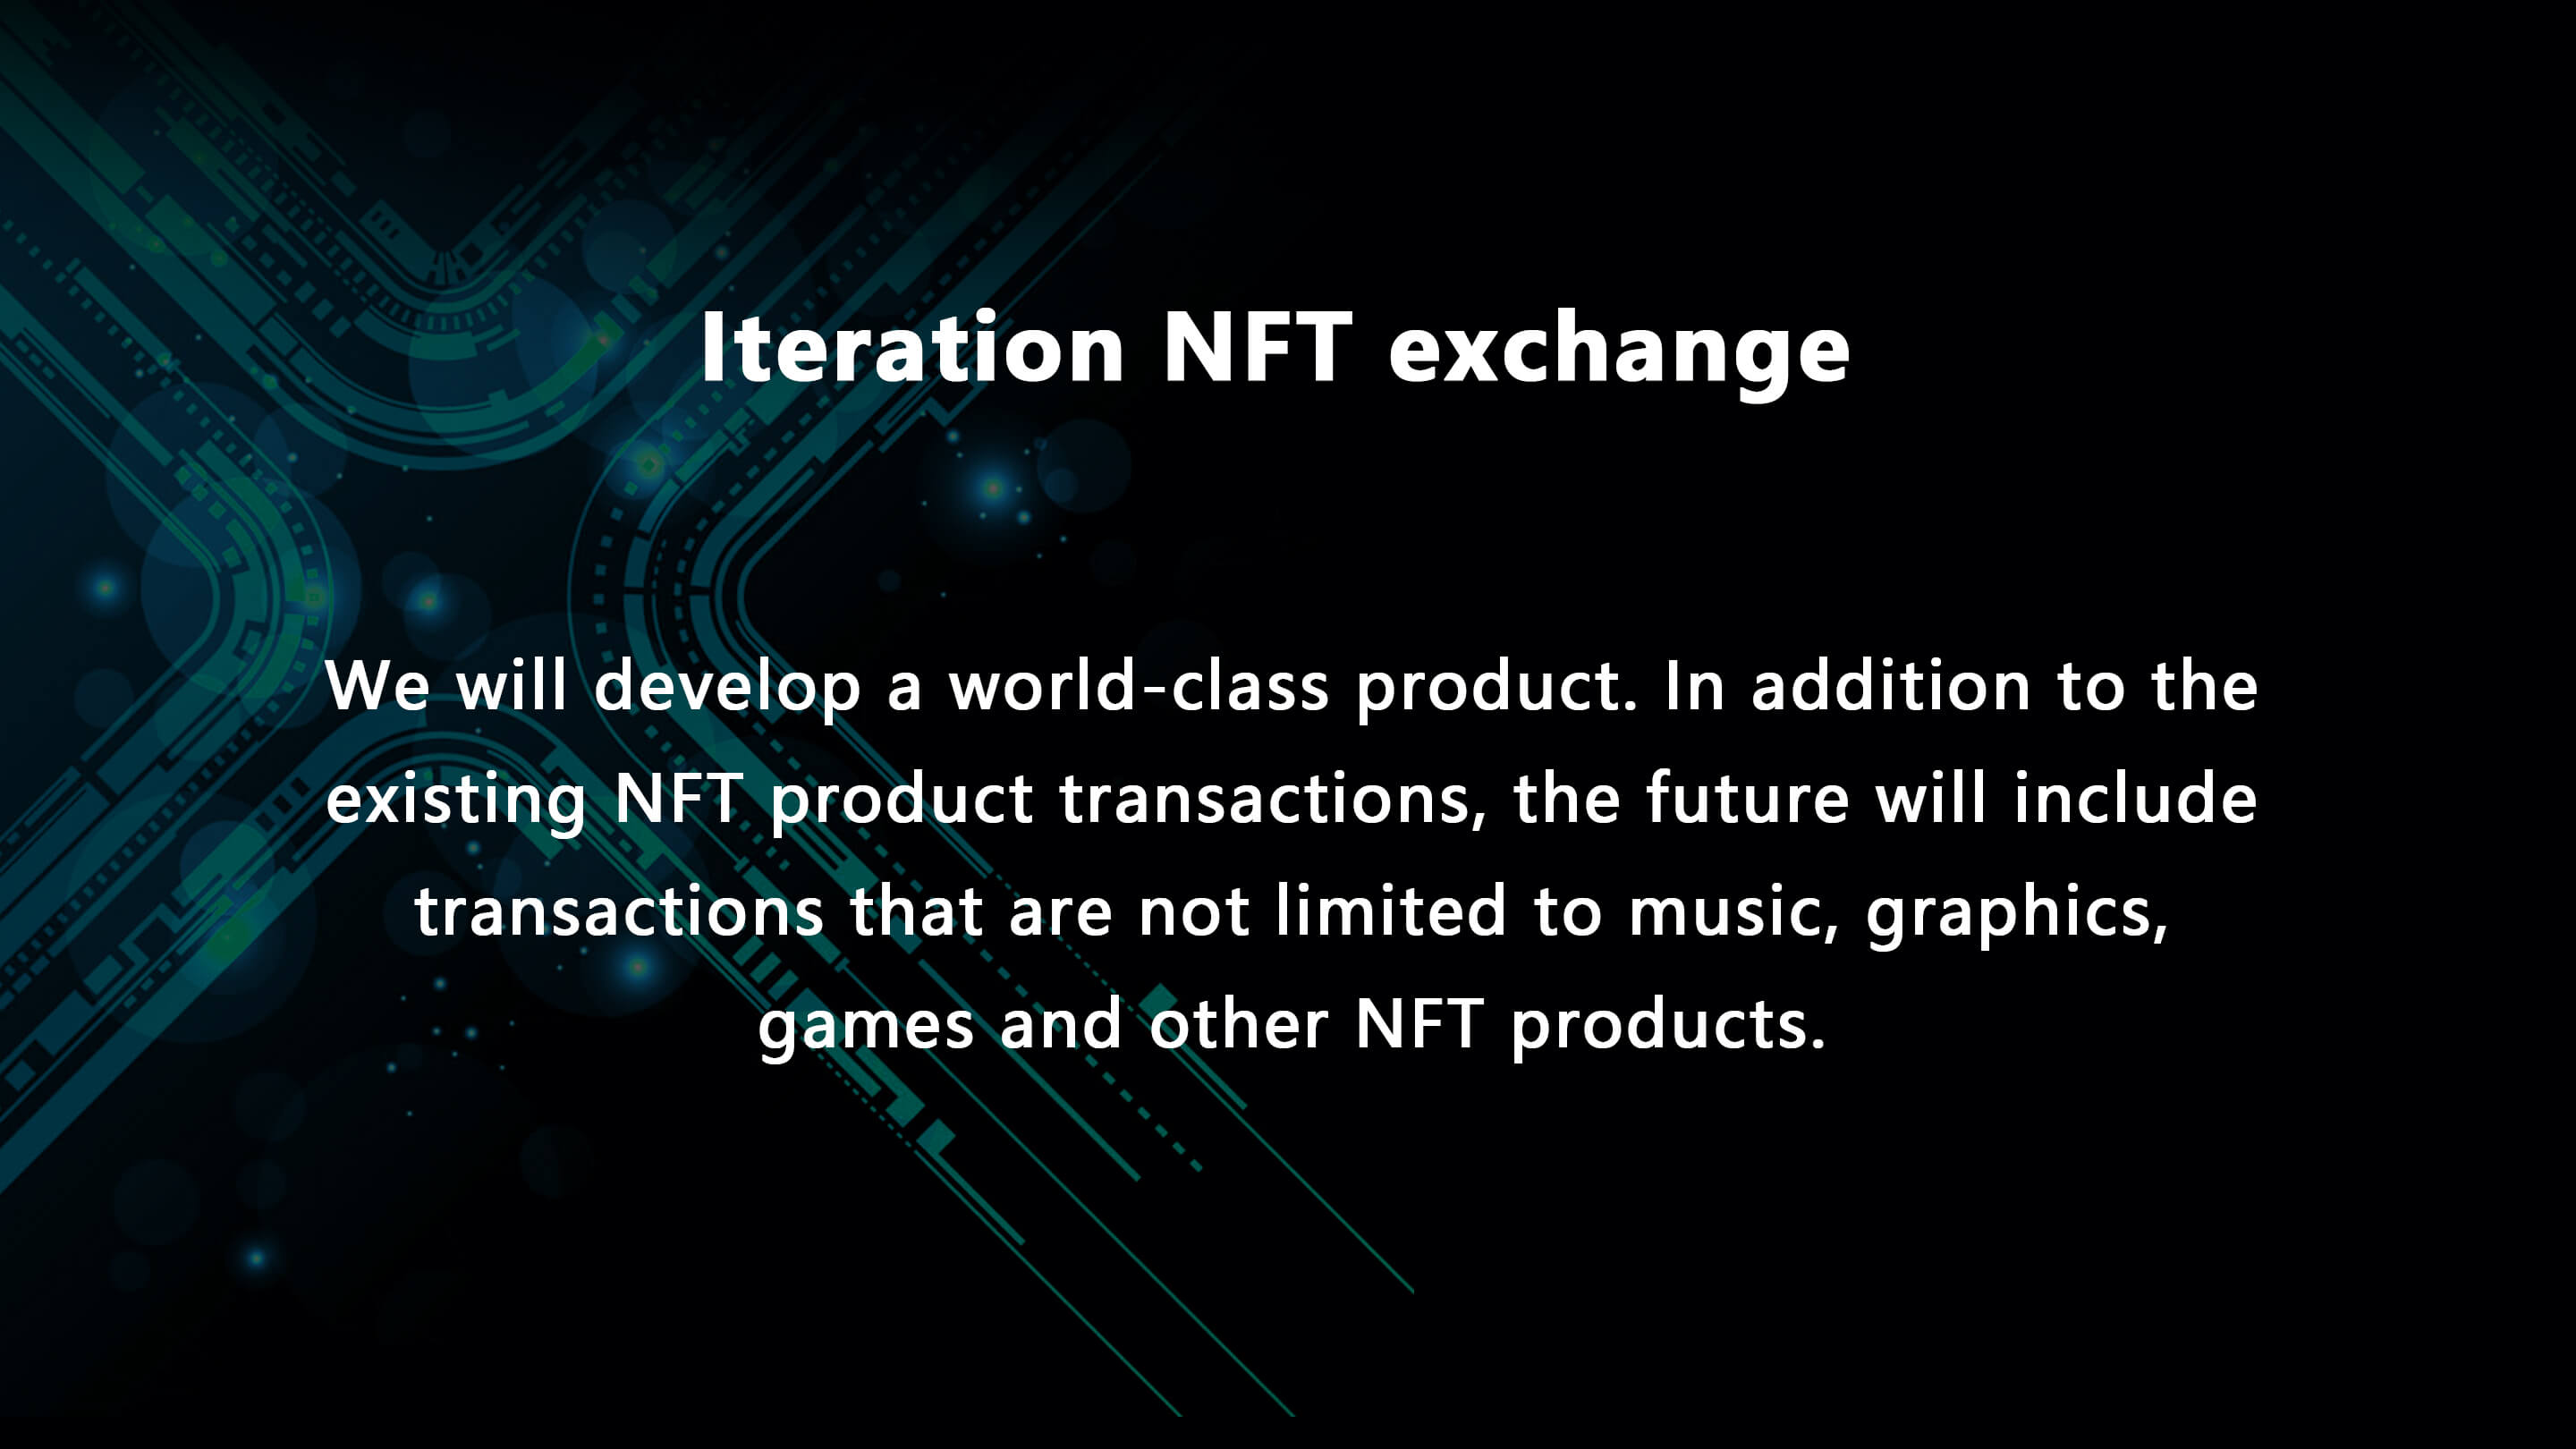 Iteration NFT exchange
We will develop a world-class product. In addition to the
existing NFT product transactions, the future will include
transactions that are not limited to music, graphics,
games and other NFT products.